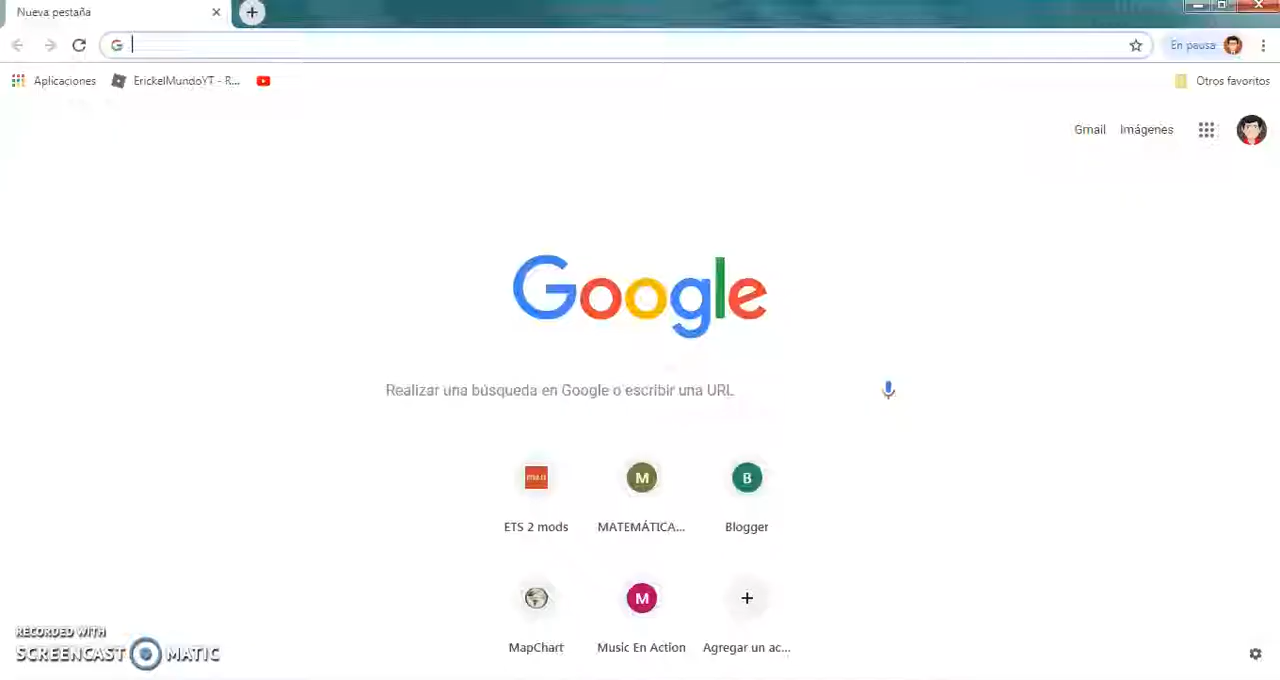 Nueva pestaña
En pausa
Aplicaciones
ErickelMundoYT - R...
Otros favoritos
Gmail
Imágenes
Google
Realizar una búsqueda en Google o escribir una URL
M
B
ETS 2 mods
MATEMÁTICA...
Blogger
M
MapChart
Music En Action
Agregar un ac...
RECORDED WITH
SCREENCAST MATIC